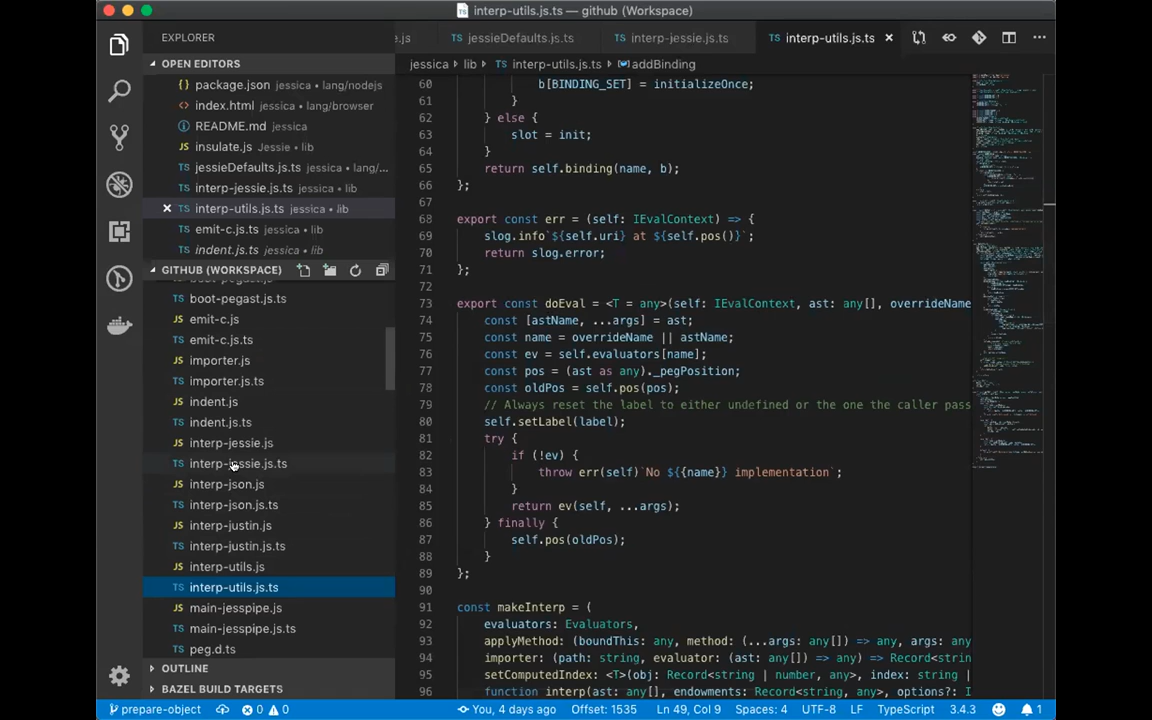 interp-utils.js.ts — github (Workspace)
EXPLORER
OPEN EDITORS
package.json jessica / lang/nodejs
index.html jessica / lang/browser
README.md jessica
insulate.js Jessie • lib
jessieDefaults.js.ts jessica / lang/...
interp-jessie.js.ts jessica / lib
interp-utils.js.ts jessica / lib
emit-c.js.ts jessica / lib
indent.js.ts jessica / lib
GITHUB (WORKSPACE)
boot-pegast.js.ts
emit-c.js
emit-c.js.ts
importer.js
importer.js.ts
indent.js
indent.js.ts
interp-jessie.js
interp-jessie.js.ts
interp-json.js
interp-json.js.ts
interp-justin.js
interp-justin.js.ts
interp-utils.js
interp-utils.js.ts
main-jesspipe.js
main-jesspipe.js.ts
peg.d.ts
OUTLINE
BAZEL BUILD TARGETS
e.js jessieDefaults.js.ts interp-jessie.js.ts interp-utils.js.ts
jessica › lib › TS interp-utils.js.ts › addBinding
60 b[BINDING_SET] = initializeOnce;
61 }
62 } else {
63 slot = init;
64 }
65 return self.binding(name, b);
66 };
67
68 export const err = (self: IEvalContext) => {
69 slog.info`${self.uri} at ${self.pos()}`;
70 return slog.error;
71 };
72
73 export const doEval = <T = any>(self: IEvalContext, ast: any[], overrideName
74 const [astName, ...args] = ast;
75 const name = overrideName || astName;
76 const ev = self.evaluators[name];
77 const pos = (ast as any)._pegPosition;
78 const oldPos = self.pos(pos);
79 // Always reset the label to either undefined or the one the caller pass
80 self.setLabel(label);
81 try {
82 if (!ev) {
83 throw err(self)`No ${{name}} implementation`;
84 }
85 return ev(self, ...args);
86 } finally {
87 self.pos(oldPos);
88 }
89 };
90
91 const makeInterp = (
92 evaluators: Evaluators,
93 applyMethod: (boundThis: any, method: (...args: any[]) => any, args: any
94 importer: (path: string, evaluator: (ast: any[]) => any) => Record<strin
95 setComputedIndex: <T>(obj: Record<string | number, any>, index: string |
96 function interp(ast: any[], endowments: Record<string, any>, options?: I
prepare-object 0 0 You, 4 days ago Offset: 1535 Ln 49, Col 9 Spaces: 4 UTF-8 LF TypeScript 3.4.3 1